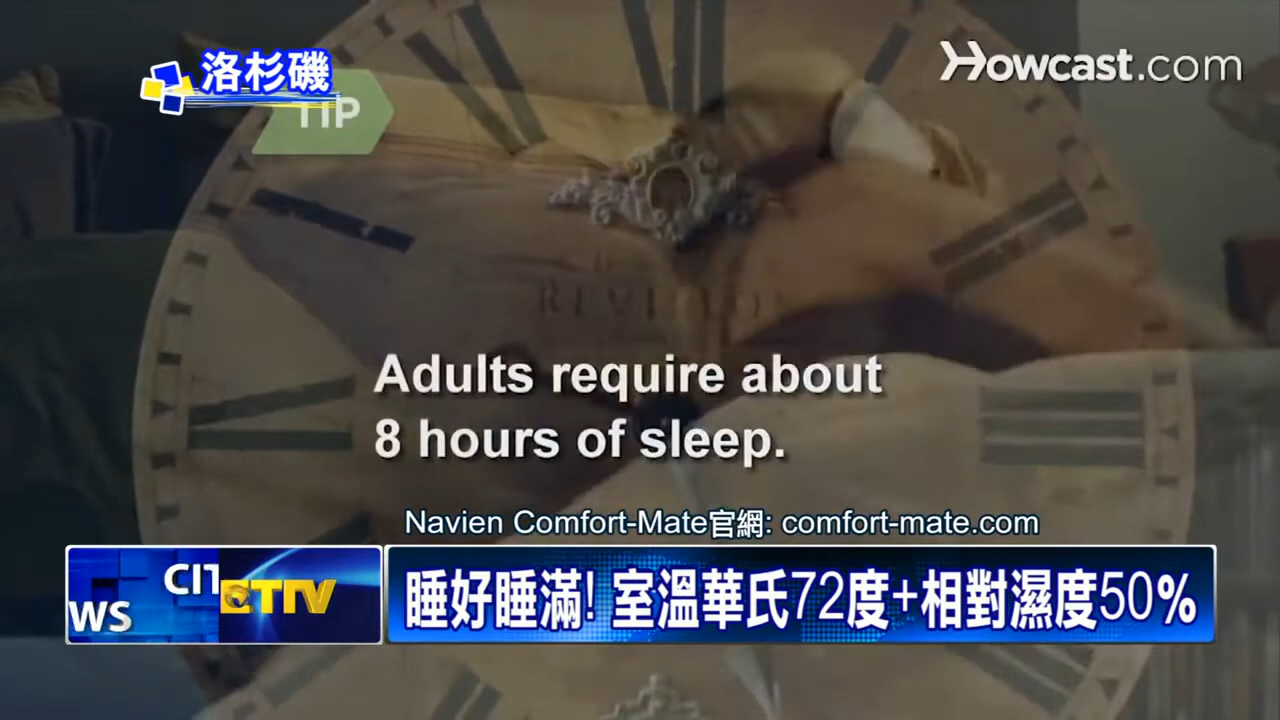 洛杉磯
Howcast.com
TIP
Adults require about
8 hours of sleep.
Navien Comfort-Mate官網: comfort-mate.com
CIT
WS
ETtV
睡好睡滿! 室溫華氏72度+相對濕度50%